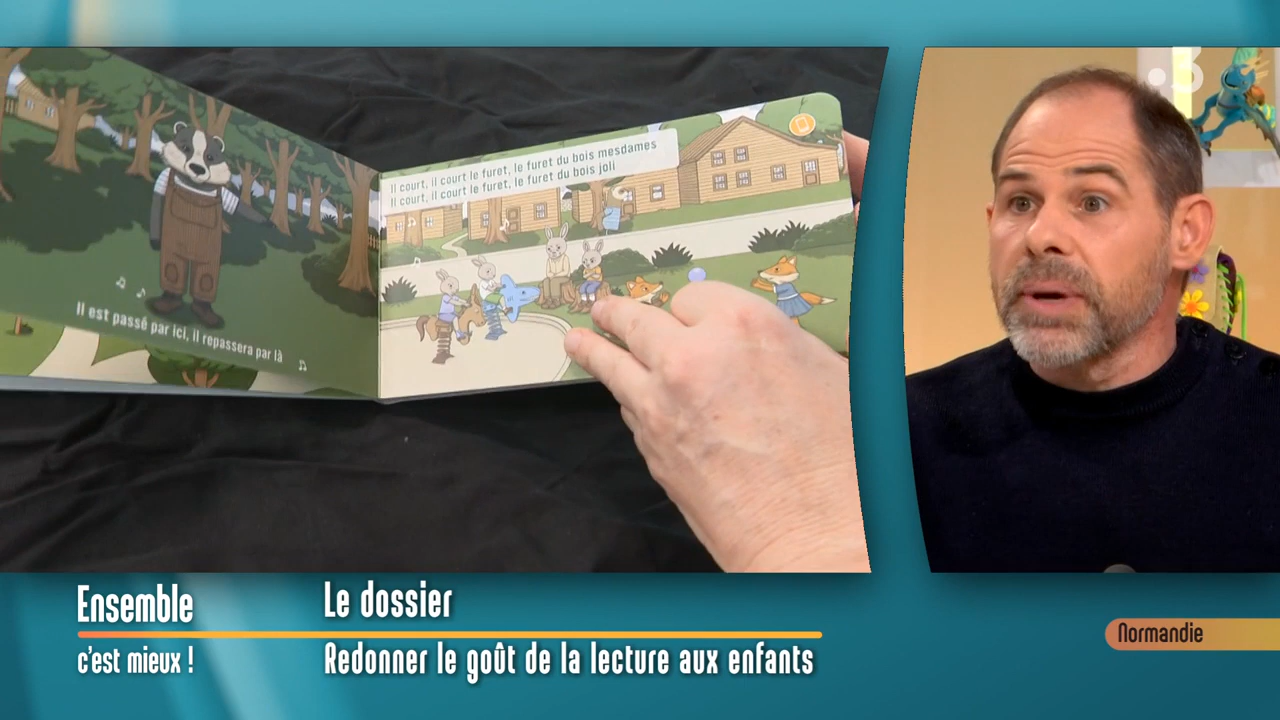 3
Il est passé par ici, il repassera par là
Il court, il court le furet, le furet du bois mesdames
Il court, il court le furet, le furet du bois joli
Ensemble
c'est mieux !
Le dossier
Redonner le goût de la lecture aux enfants
Normandie